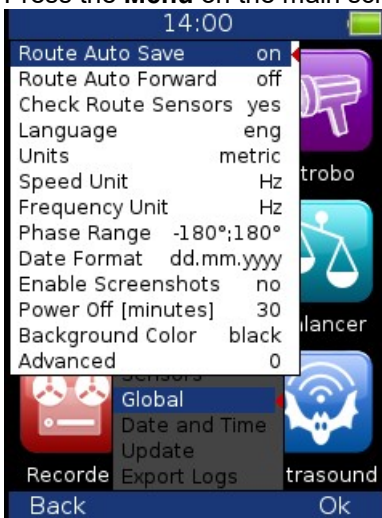 Press the Menu on the main scr
14:00
Route Auto Save on
Route Auto Forward off
Check Route Sensors yes
Language eng
Units metric
Speed Unit Hz
Frequency Unit Hz
Phase Range -180°;180°
Date Format dd.mm.yyyy
Enable Screenshots no
Power Off [minutes] 30
Background Color black
Advanced 0
trobo
lancer
Sensors
Global
Date and Time
Update
Export Logs
Recorde
trasound
Back Ok